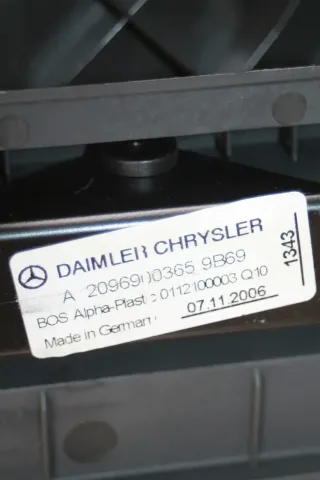 DAIMLER CHRYSLER
A 2096900365 9B69
BOS Alpha-Plast 0112100003 Q10
Made in Germany 07.11.2006
1343